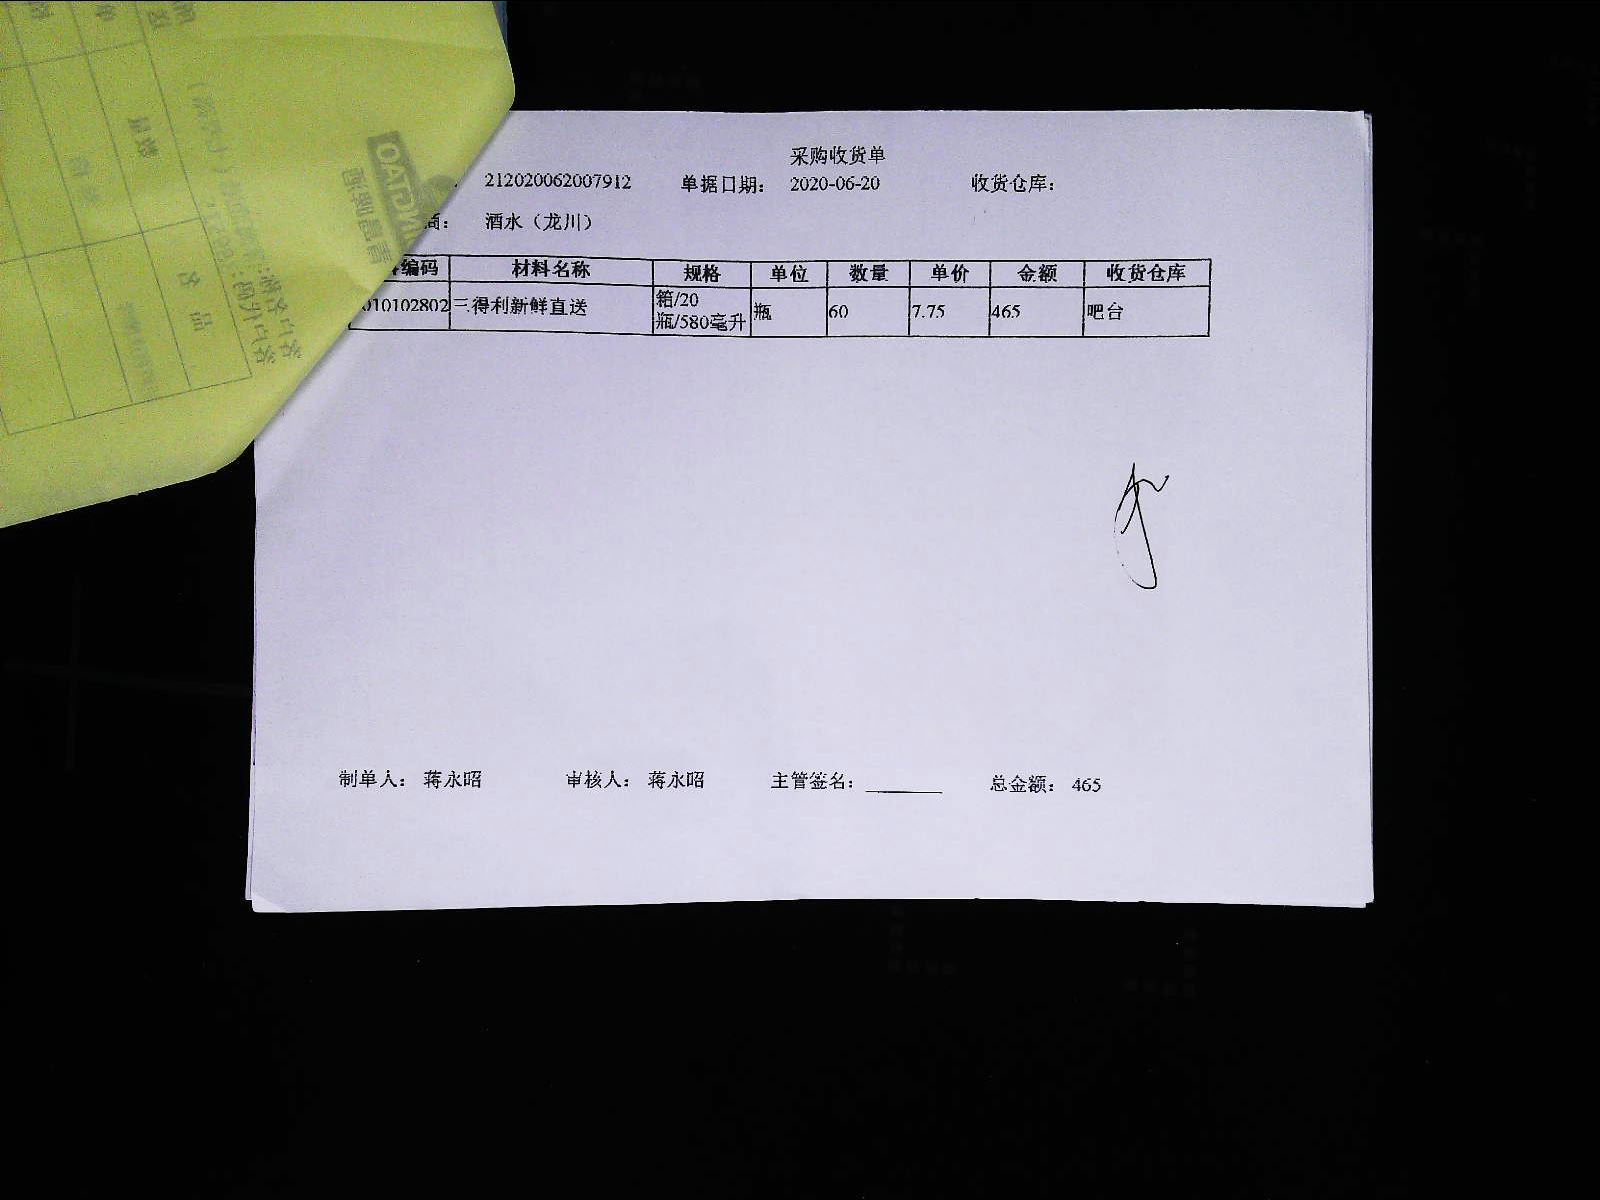 采购收货单
212020062007912 单据日期： 2020-06-20 收货仓库：
商： 酒水（龙川）
编码 材料名称 规格 单位 数量 单价 金额 收货仓库
010102802 三得利新鲜直送 箱/20 瓶 60 7.75 465 吧台
瓶/580毫升
制单人： 蒋永昭 审核人： 蒋永昭 主管签名： 总金额： 465